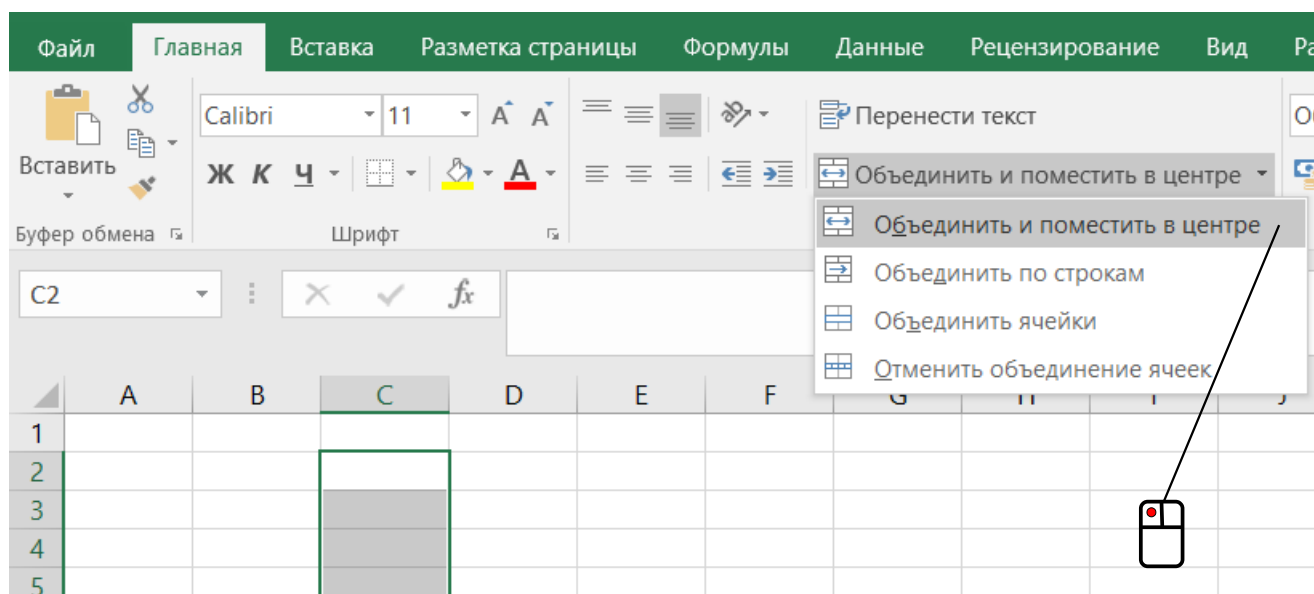 Файл Главная Вставка Разметка страницы Формулы Данные Рецензирование Вид
Calibri 11 А А Перенести текст
Вставить Ж К Ч А Объединить и поместить в центре
Буфер обмена Шрифт
Объединить и поместить в центре
Объединить по строкам
Объединить ячейки
Отменить объединение ячеек
C2 fx
A B C D E F G H I J
1
2
3
4
5